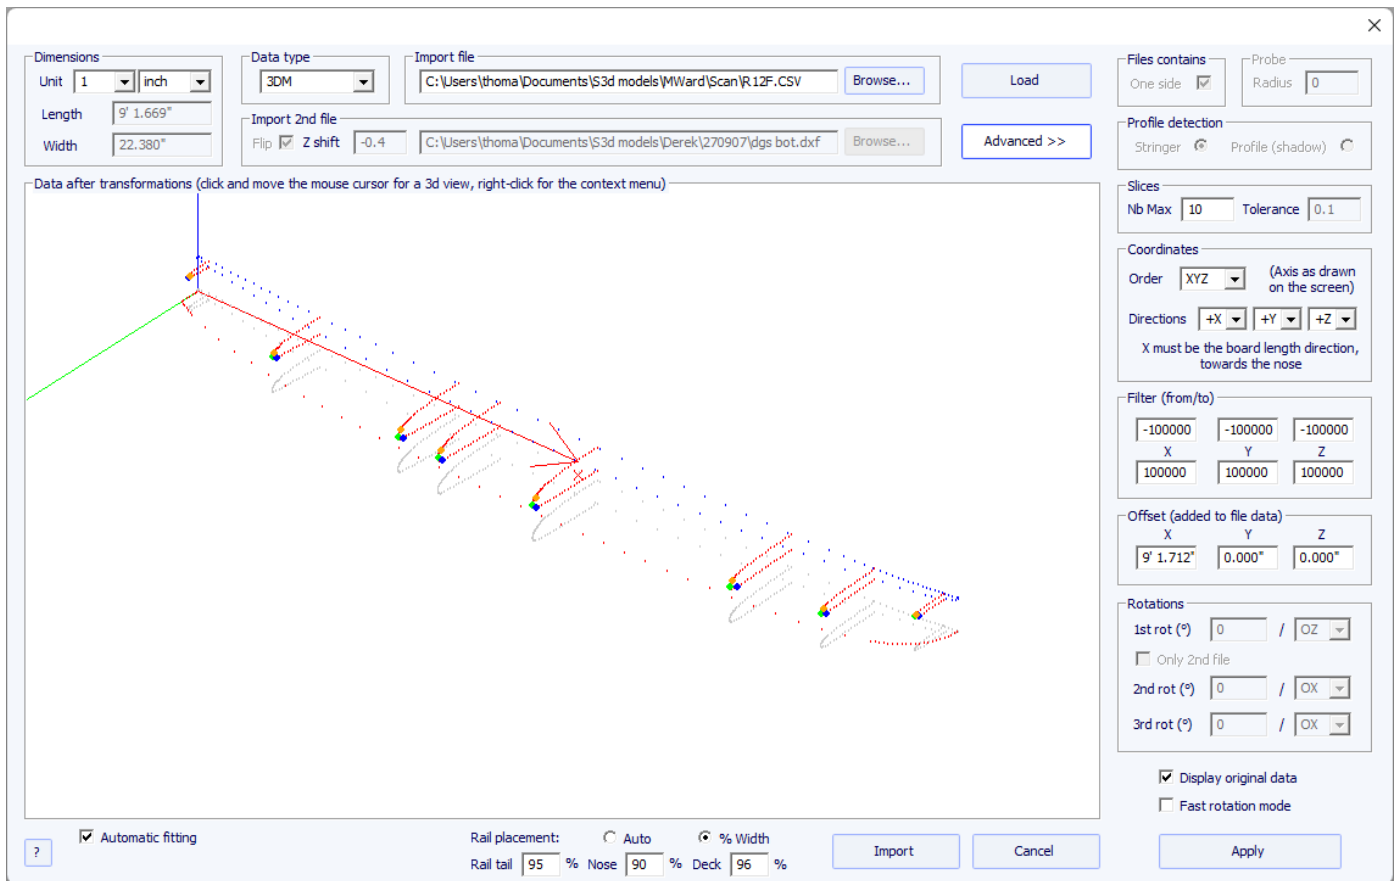 Dimensions
Unit 1 inch
Length 9' 1.669"
Width 22.380"
Data type
3DM
Import file
C:\Users\thoma\Documents\S3d models\MWard\Scan\R12F.CSV Browse...
Import 2nd file
Flip Z shift -0.4 C:\Users\thoma\Documents\S3d models\Derek\270907\dgs bot.dxf Browse...
Load
Advanced >>
Files contains
One side
Probe
Radius 0
Profile detection
Stringer Profile (shadow)
Data after transformations (click and move the mouse cursor for a 3d view, right-click for the context menu)
X
Slices
Nb Max 10 Tolerance 0.1
Coordinates
Order XYZ (Axis as drawn
on the screen)
Directions +X +Y +Z
X must be the board length direction,
towards the nose
Filter (from/to)
-100000 -100000 -100000
X Y Z
100000 100000 100000
Offset (added to file data)
X Y Z
9' 1.712" 0.000" 0.000"
Rotations
1st rot (°) 0 / OZ
Only 2nd file
2nd rot (°) 0 / OX
3rd rot (°) 0 / OX
Display original data
Fast rotation mode
? Automatic fitting
Rail placement: Auto % Width
Rail tail 95 % Nose 90 % Deck 96 %
Import Cancel Apply